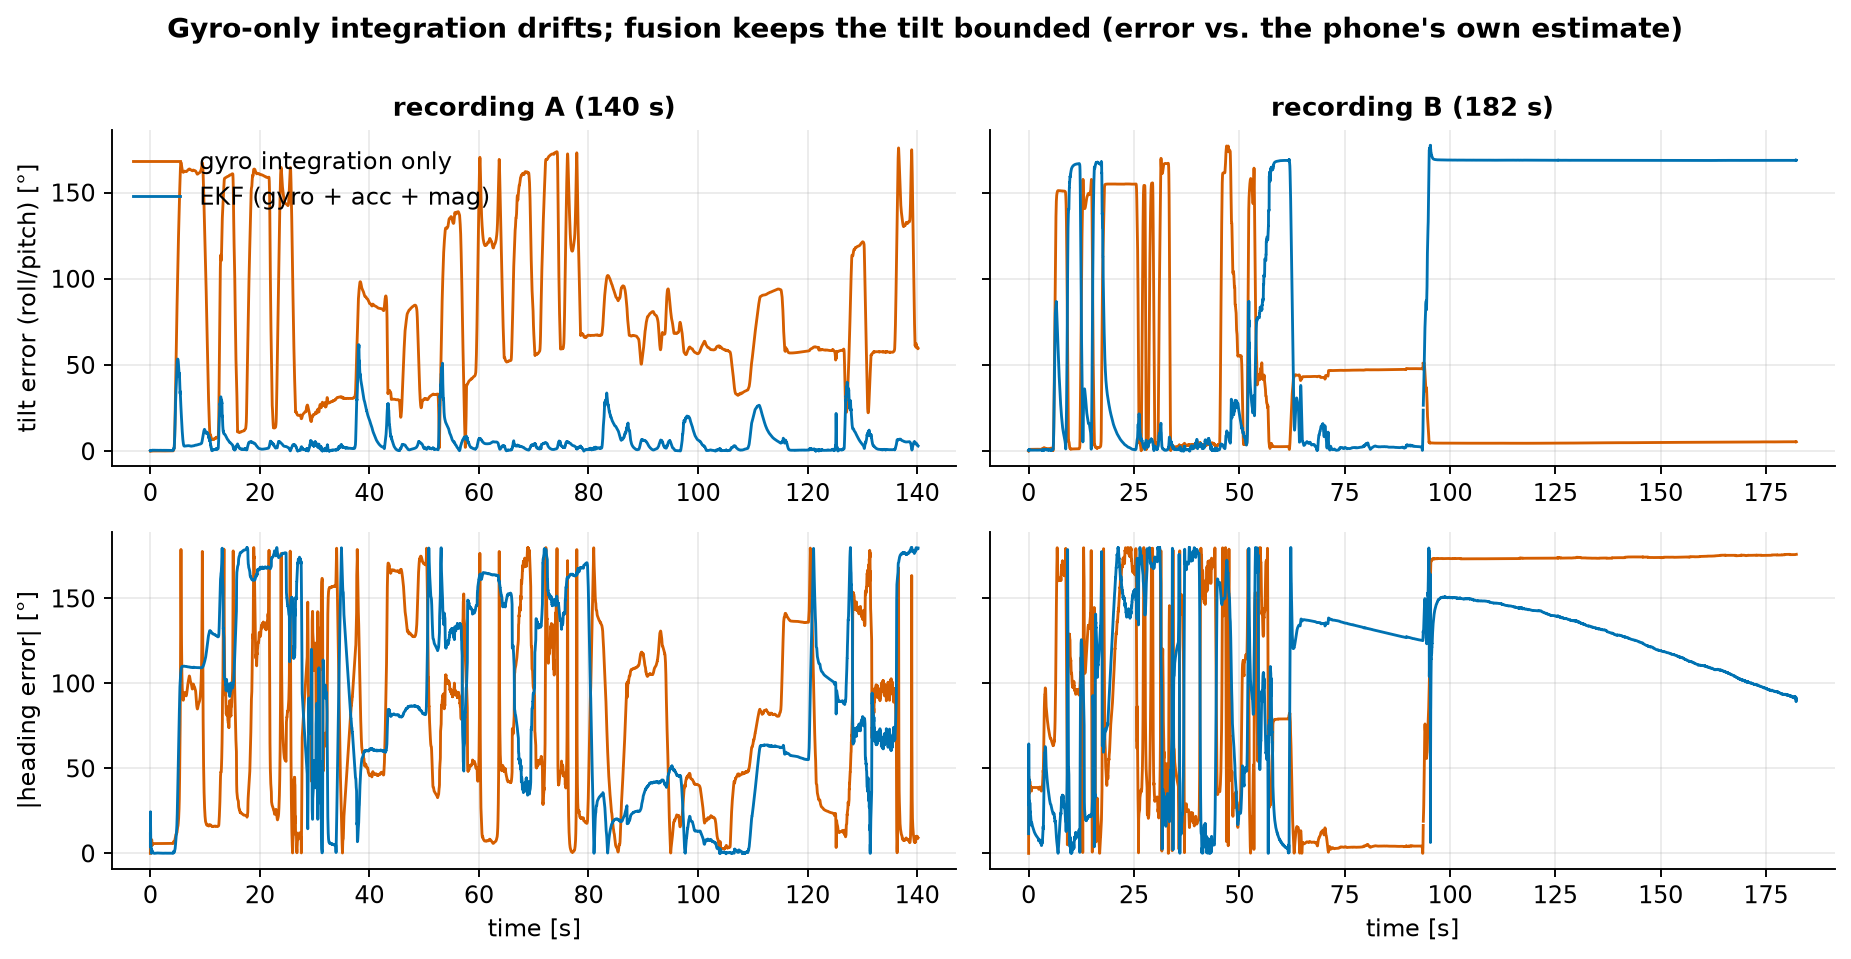 Gyro-only integration drifts; fusion keeps the tilt bounded (error vs. the phone's own estimate)
recording A (140 s)
recording B (182 s)
gyro integration only
EKF (gyro + acc + mag)
tilt error (roll/pitch) [°]
150
100
50
0
0 20 40 60 80 100 120 140
0 25 50 75 100 125 150 175
|heading error| [°]
150
100
50
0
0 20 40 60 80 100 120 140
0 25 50 75 100 125 150 175
time [s]
time [s]